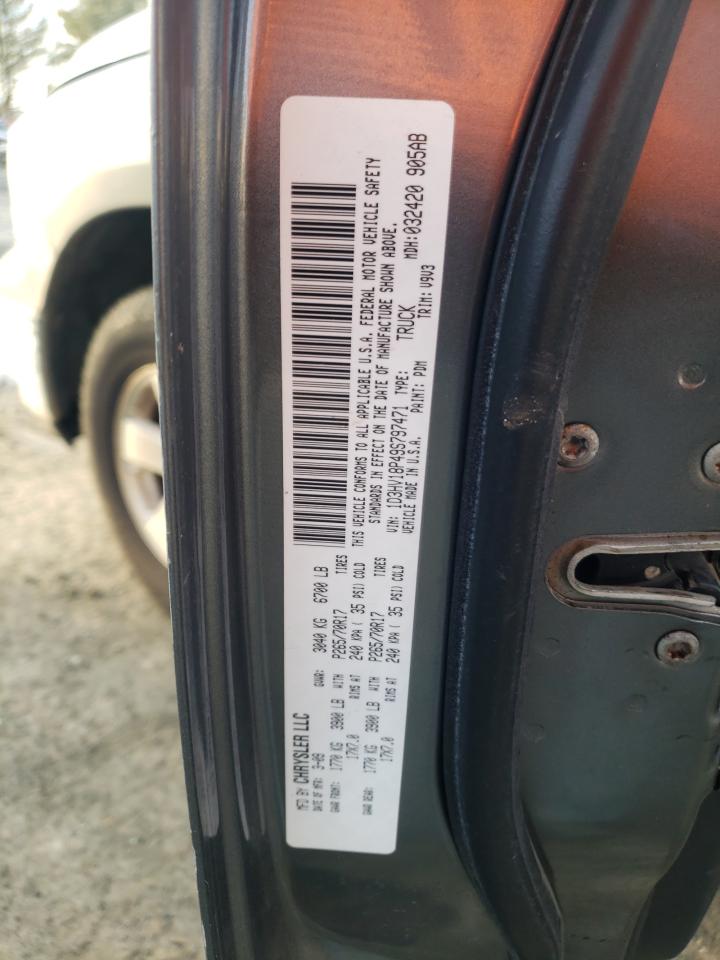 MFD BY CHRYSLER LLC
DATE OF MFR: 3-09 GVWR: 3040 KG 6700 LB
GAWR FRONT: 1770 KG 3900 LB WITH P265/70R17 TIRES
17X7.0 RIMS AT 240 KPA ( 35 PSI) COLD
GAWR REAR: 1770 KG 3900 LB WITH P265/70R17 TIRES
17X7.0 RIMS AT 240 KPA ( 35 PSI) COLD
THIS VEHICLE CONFORMS TO ALL APPLICABLE U.S.A. FEDERAL MOTOR VEHICLE SAFETY
STANDARDS IN EFFECT ON THE DATE OF MANUFACTURE SHOWN ABOVE.
VIN: 1D3HV18P49S797471 TYPE: TRUCK MDH:032420 905AB
VEHICLE MADE IN U.S.A. PAINT: PDM TRIM: V9V3